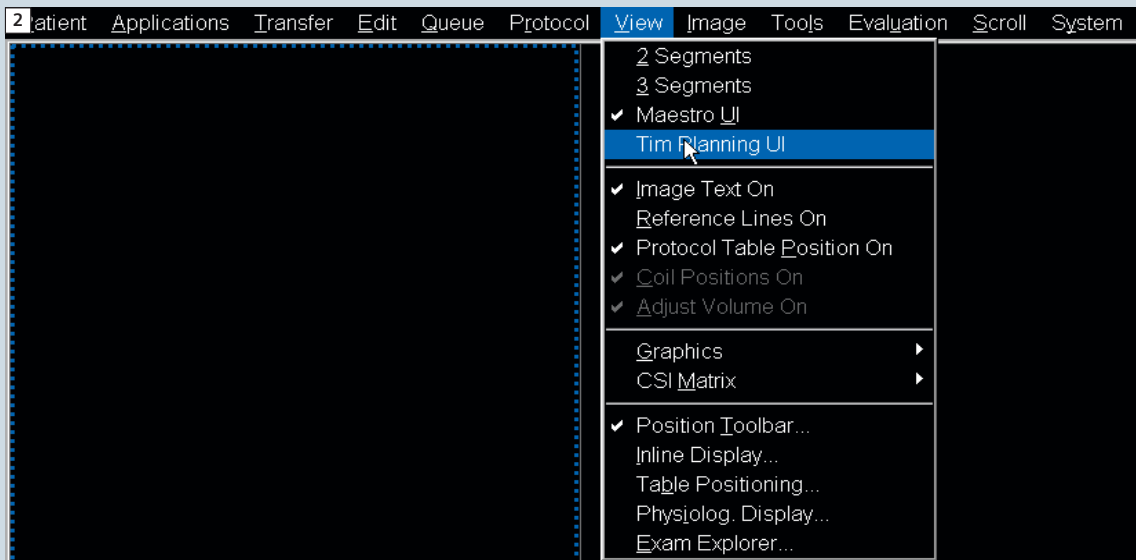 2 atient Applications Transfer Edit Queue Protocol View Image Tools Evaluation Scroll System
2 Segments
3 Segments
Maestro UI
Tim Planning UI
Image Text On
Reference Lines On
Protocol Table Position On
Coil Positions On
Adjust Volume On
Graphics
CSI Matrix
Position Toolbar...
Inline Display...
Table Positioning...
Physiolog. Display...
Exam Explorer...